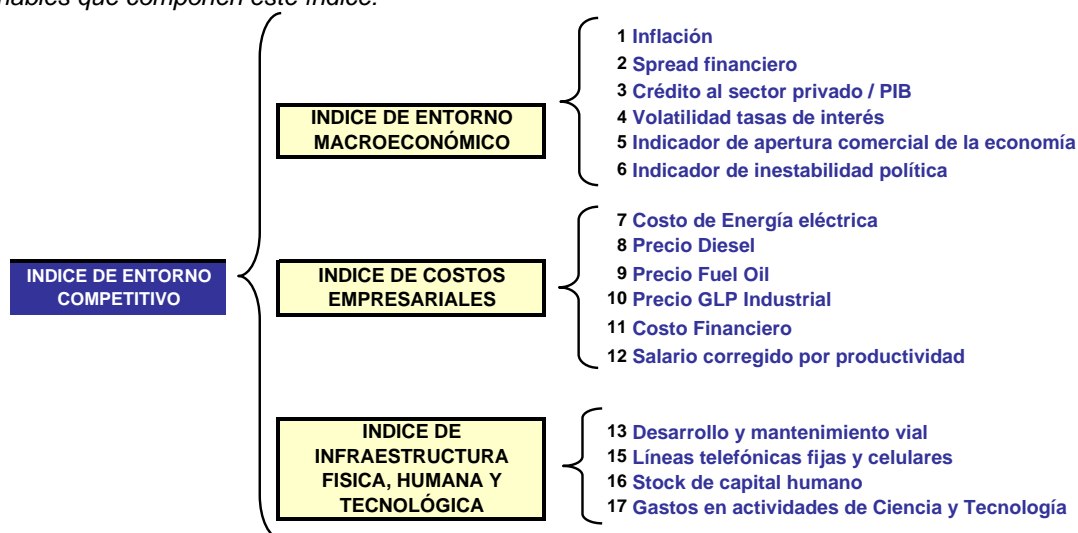 variables que componen este índice.
INDICE DE ENTORNO
COMPETITIVO
INDICE DE ENTORNO
MACROECONÓMICO
1 Inflación
2 Spread financiero
3 Crédito al sector privado / PIB
4 Volatilidad tasas de interés
5 Indicador de apertura comercial de la economía
6 Indicador de inestabilidad política
INDICE DE COSTOS
EMPRESARIALES
7 Costo de Energía eléctrica
8 Precio Diesel
9 Precio Fuel Oil
10 Precio GLP Industrial
11 Costo Financiero
12 Salario corregido por productividad
INDICE DE
INFRAESTRUCTURA
FISICA, HUMANA Y
TECNOLÓGICA
13 Desarrollo y mantenimiento vial
15 Líneas telefónicas fijas y celulares
16 Stock de capital humano
17 Gastos en actividades de Ciencia y Tecnología